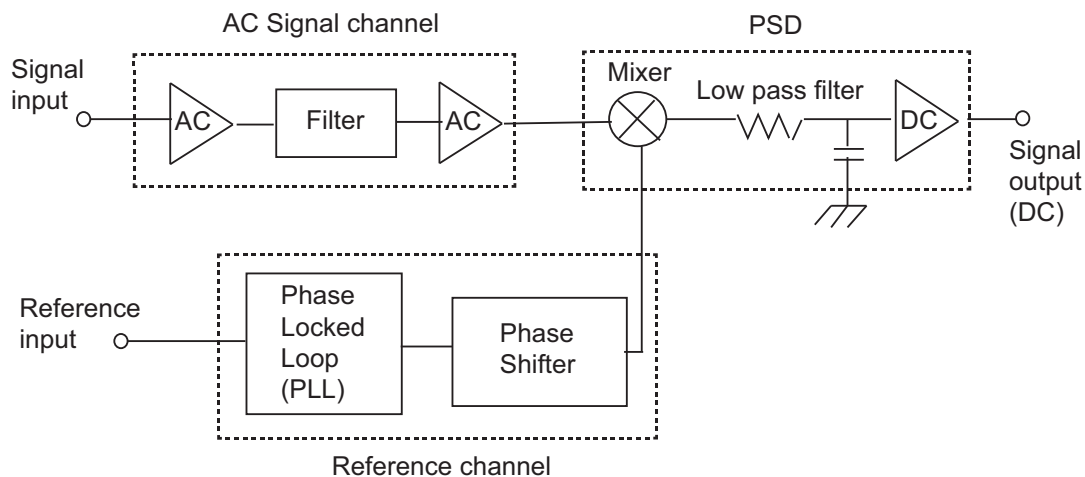 AC Signal channel
PSD
Signal
input
AC
Filter
AC
Mixer
Low pass filter
DC
Signal
output
(DC)
Reference
input
Phase
Locked
Loop
(PLL)
Phase
Shifter
Reference channel